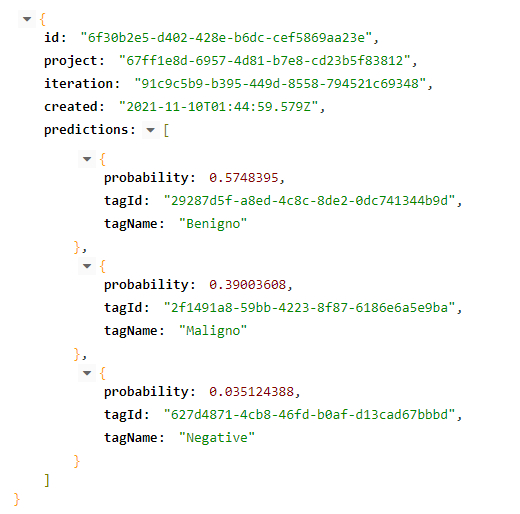 {
id: "6f30b2e5-d402-428e-b6dc-cef5869aa23e",
project: "67ff1e8d-6957-4d81-b7e8-cd23b5f83812",
iteration: "91c9c5b9-b395-449d-8558-794521c69348",
created: "2021-11-10T01:44:59.579Z",
predictions: [
{
probability: 0.5748395,
tagId: "29287d5f-a8ed-4c8c-8de2-0dc741344b9d",
tagName: "Benigno"
},
{
probability: 0.39003608,
tagId: "2f1491a8-59bb-4223-8f87-6186e6a5e9ba",
tagName: "Maligno"
},
{
probability: 0.035124388,
tagId: "627d4871-4cb8-46fd-b0af-d13cad67bbbd",
tagName: "Negative"
}
]
}